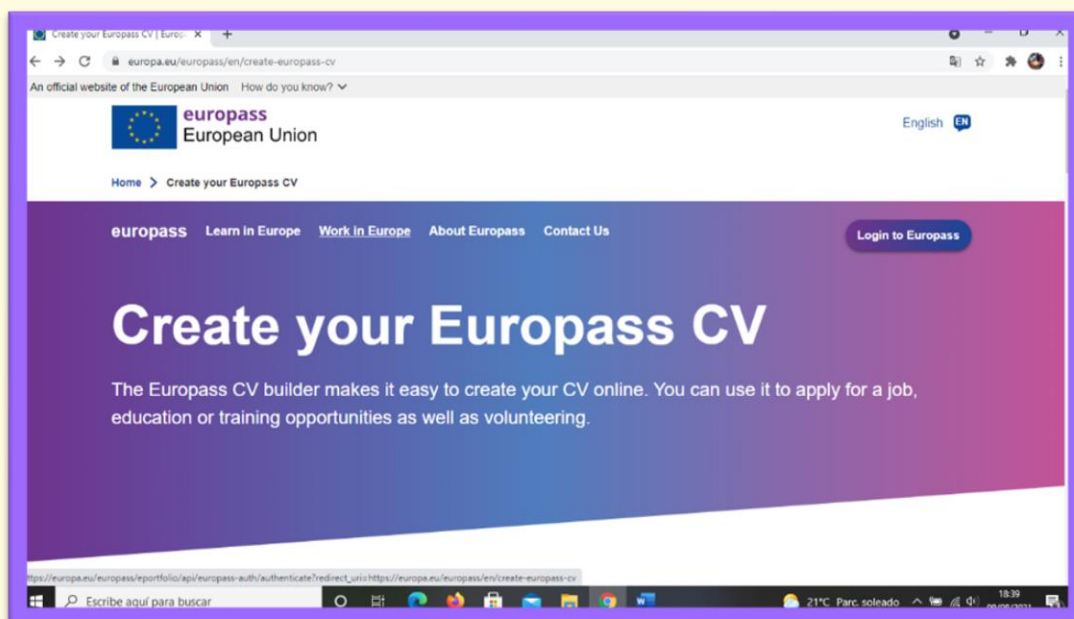 Create your Europass CV | Europ
europa.eu/europass/en/create-europass-cv
An official website of the European Union How do you know?
europass
European Union
English EN
Home > Create your Europass CV
europass Learn in Europe Work in Europe About Europass Contact Us
Login to Europass
Create your Europass CV
The Europass CV builder makes it easy to create your CV online. You can use it to apply for a job,
education or training opportunities as well as volunteering.
https://europa.eu/europass/eportfolio/api/europass-auth/authenticate?redirect_uri=https://europa.eu/europass/en/create-europass-cv
Escribe aquí para buscar
21°C Parc. soleado
18:39